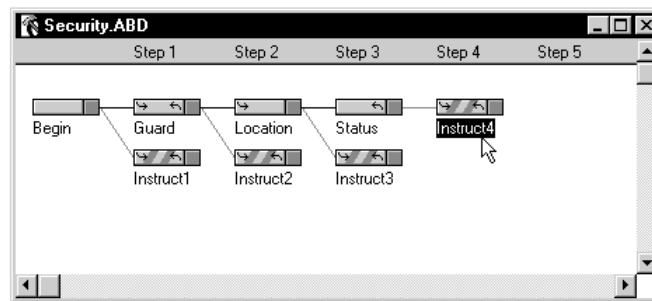 Security.ABD
Step 1 Step 2 Step 3 Step 4 Step 5
Begin Guard Location Status Instruct4
Instruct1 Instruct2 Instruct3